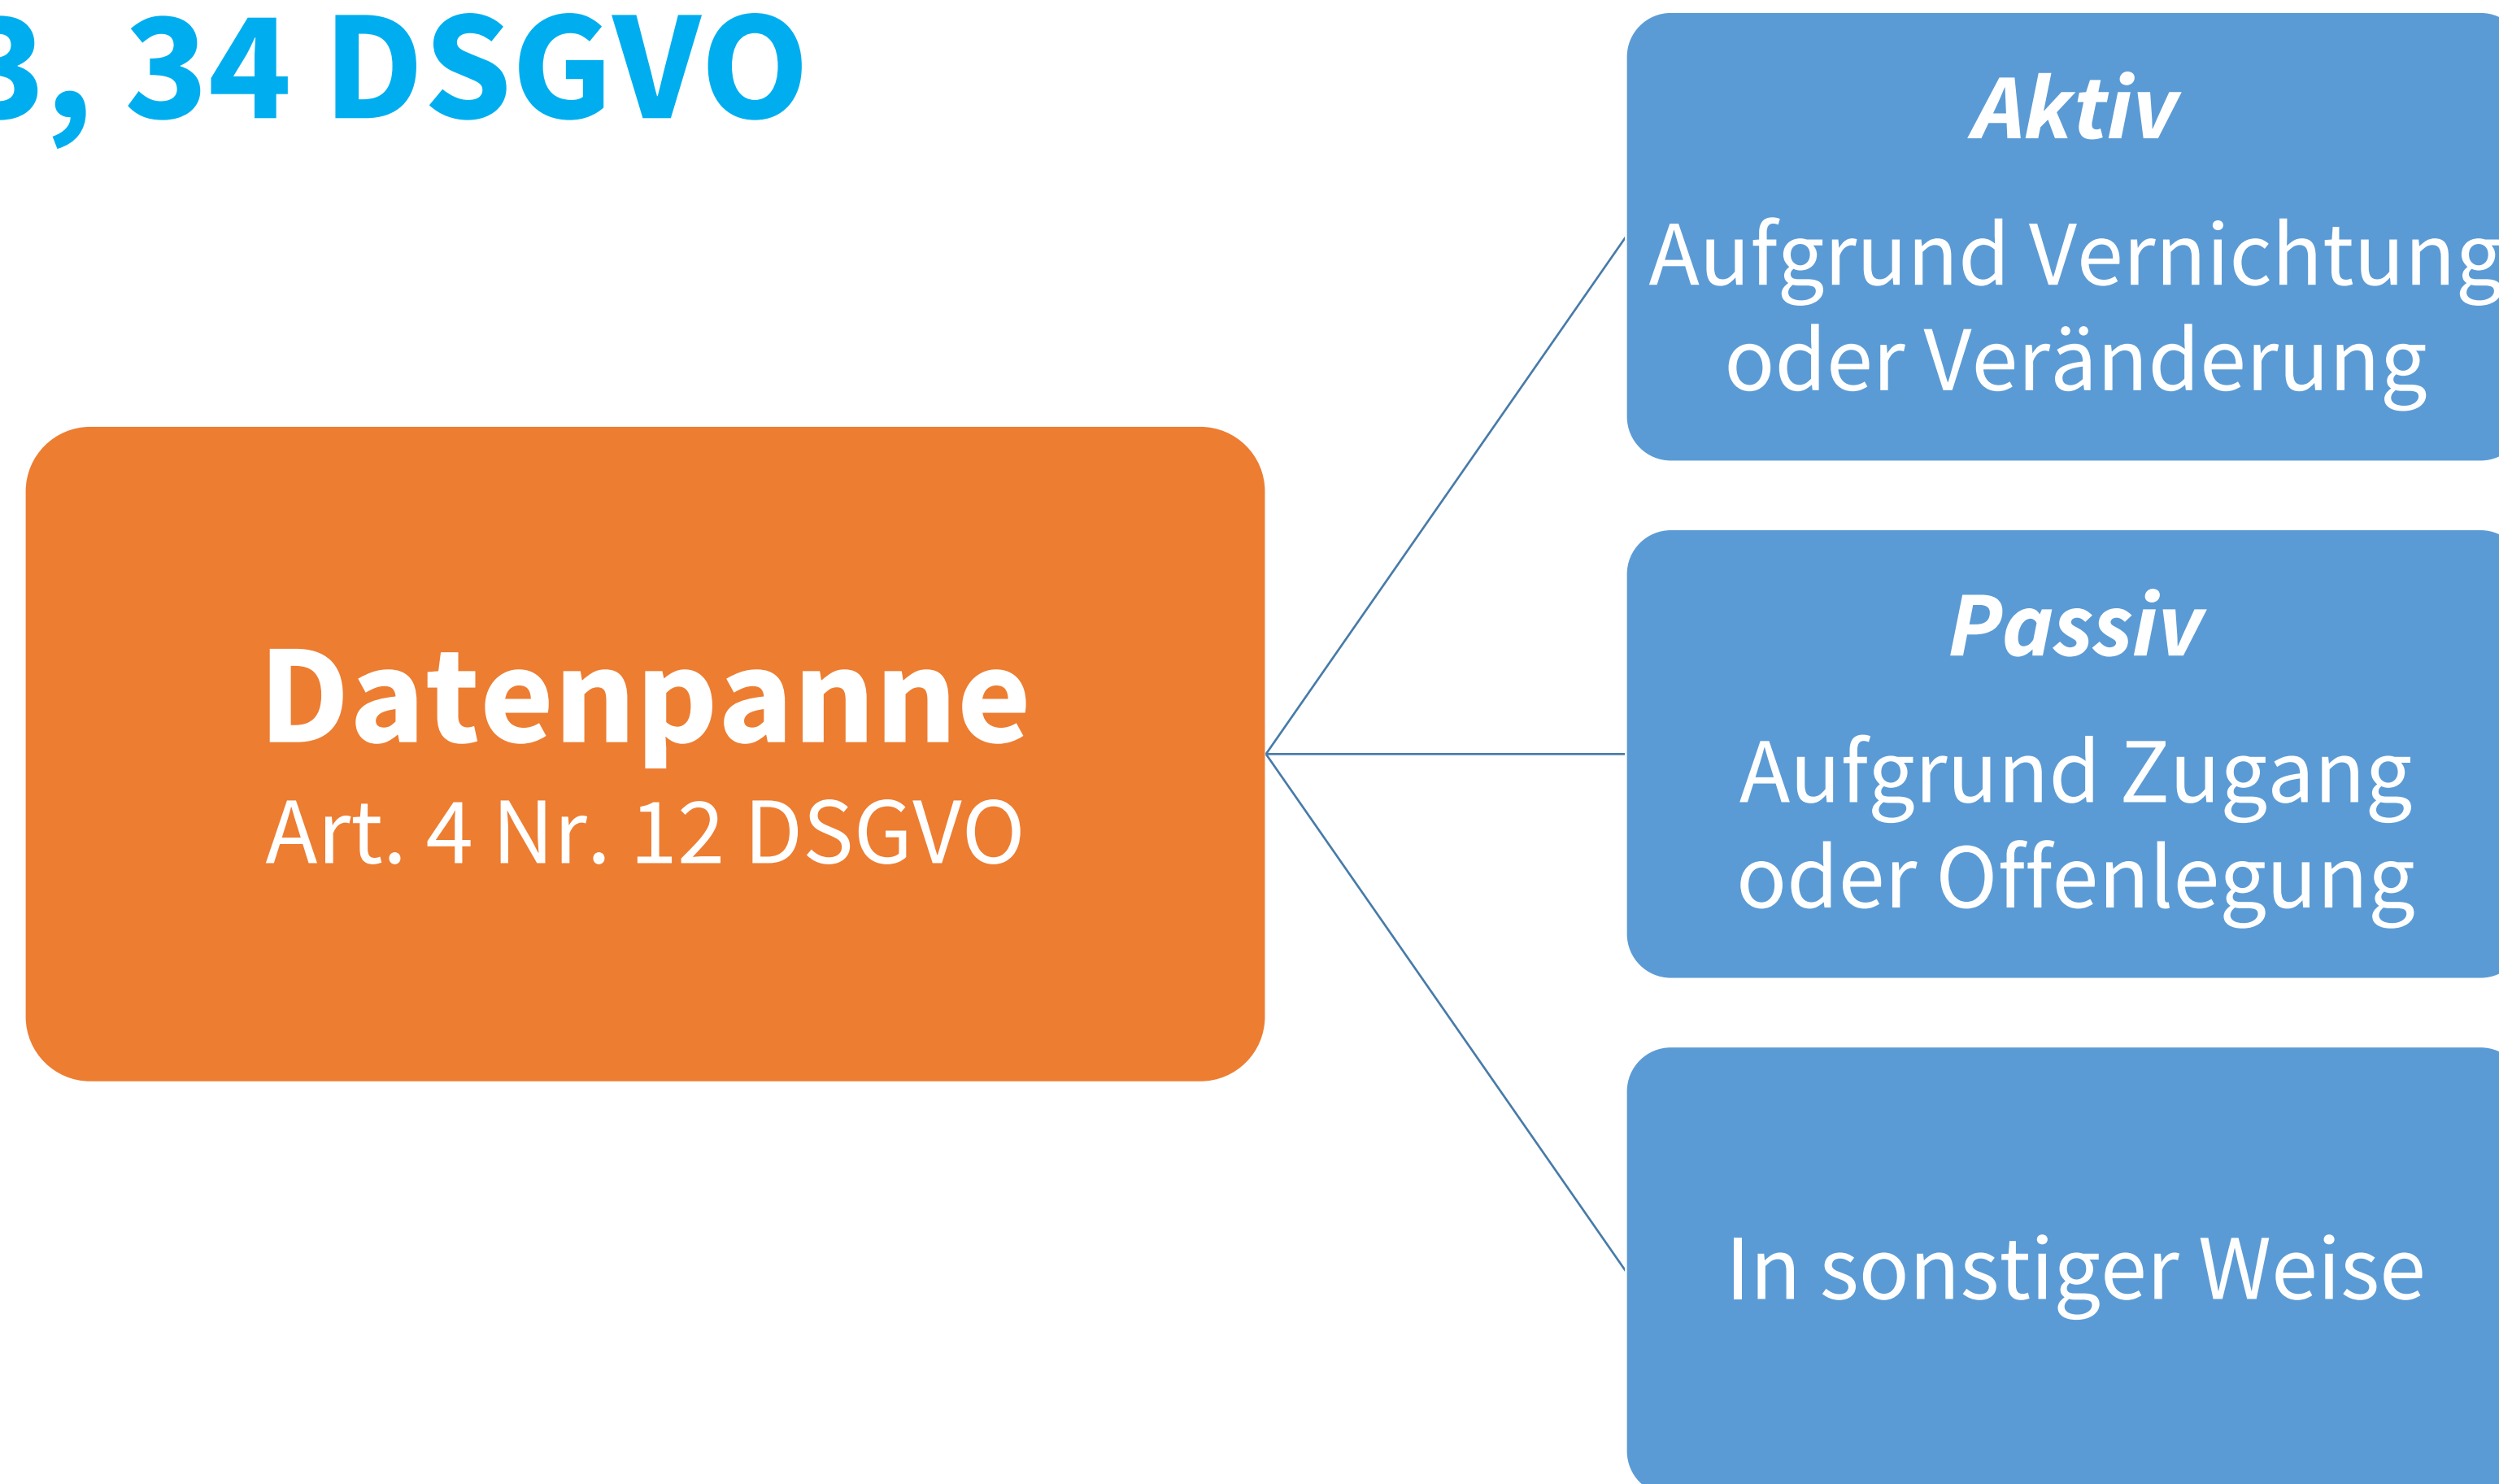 , 34 DSGVO
Aktiv
Aufgrund Vernichtung
oder Veränderung
Datenpanne
Art. 4 Nr. 12 DSGVO
Passiv
Aufgrund Zugang
oder Offenlegung
In sonstiger Weise